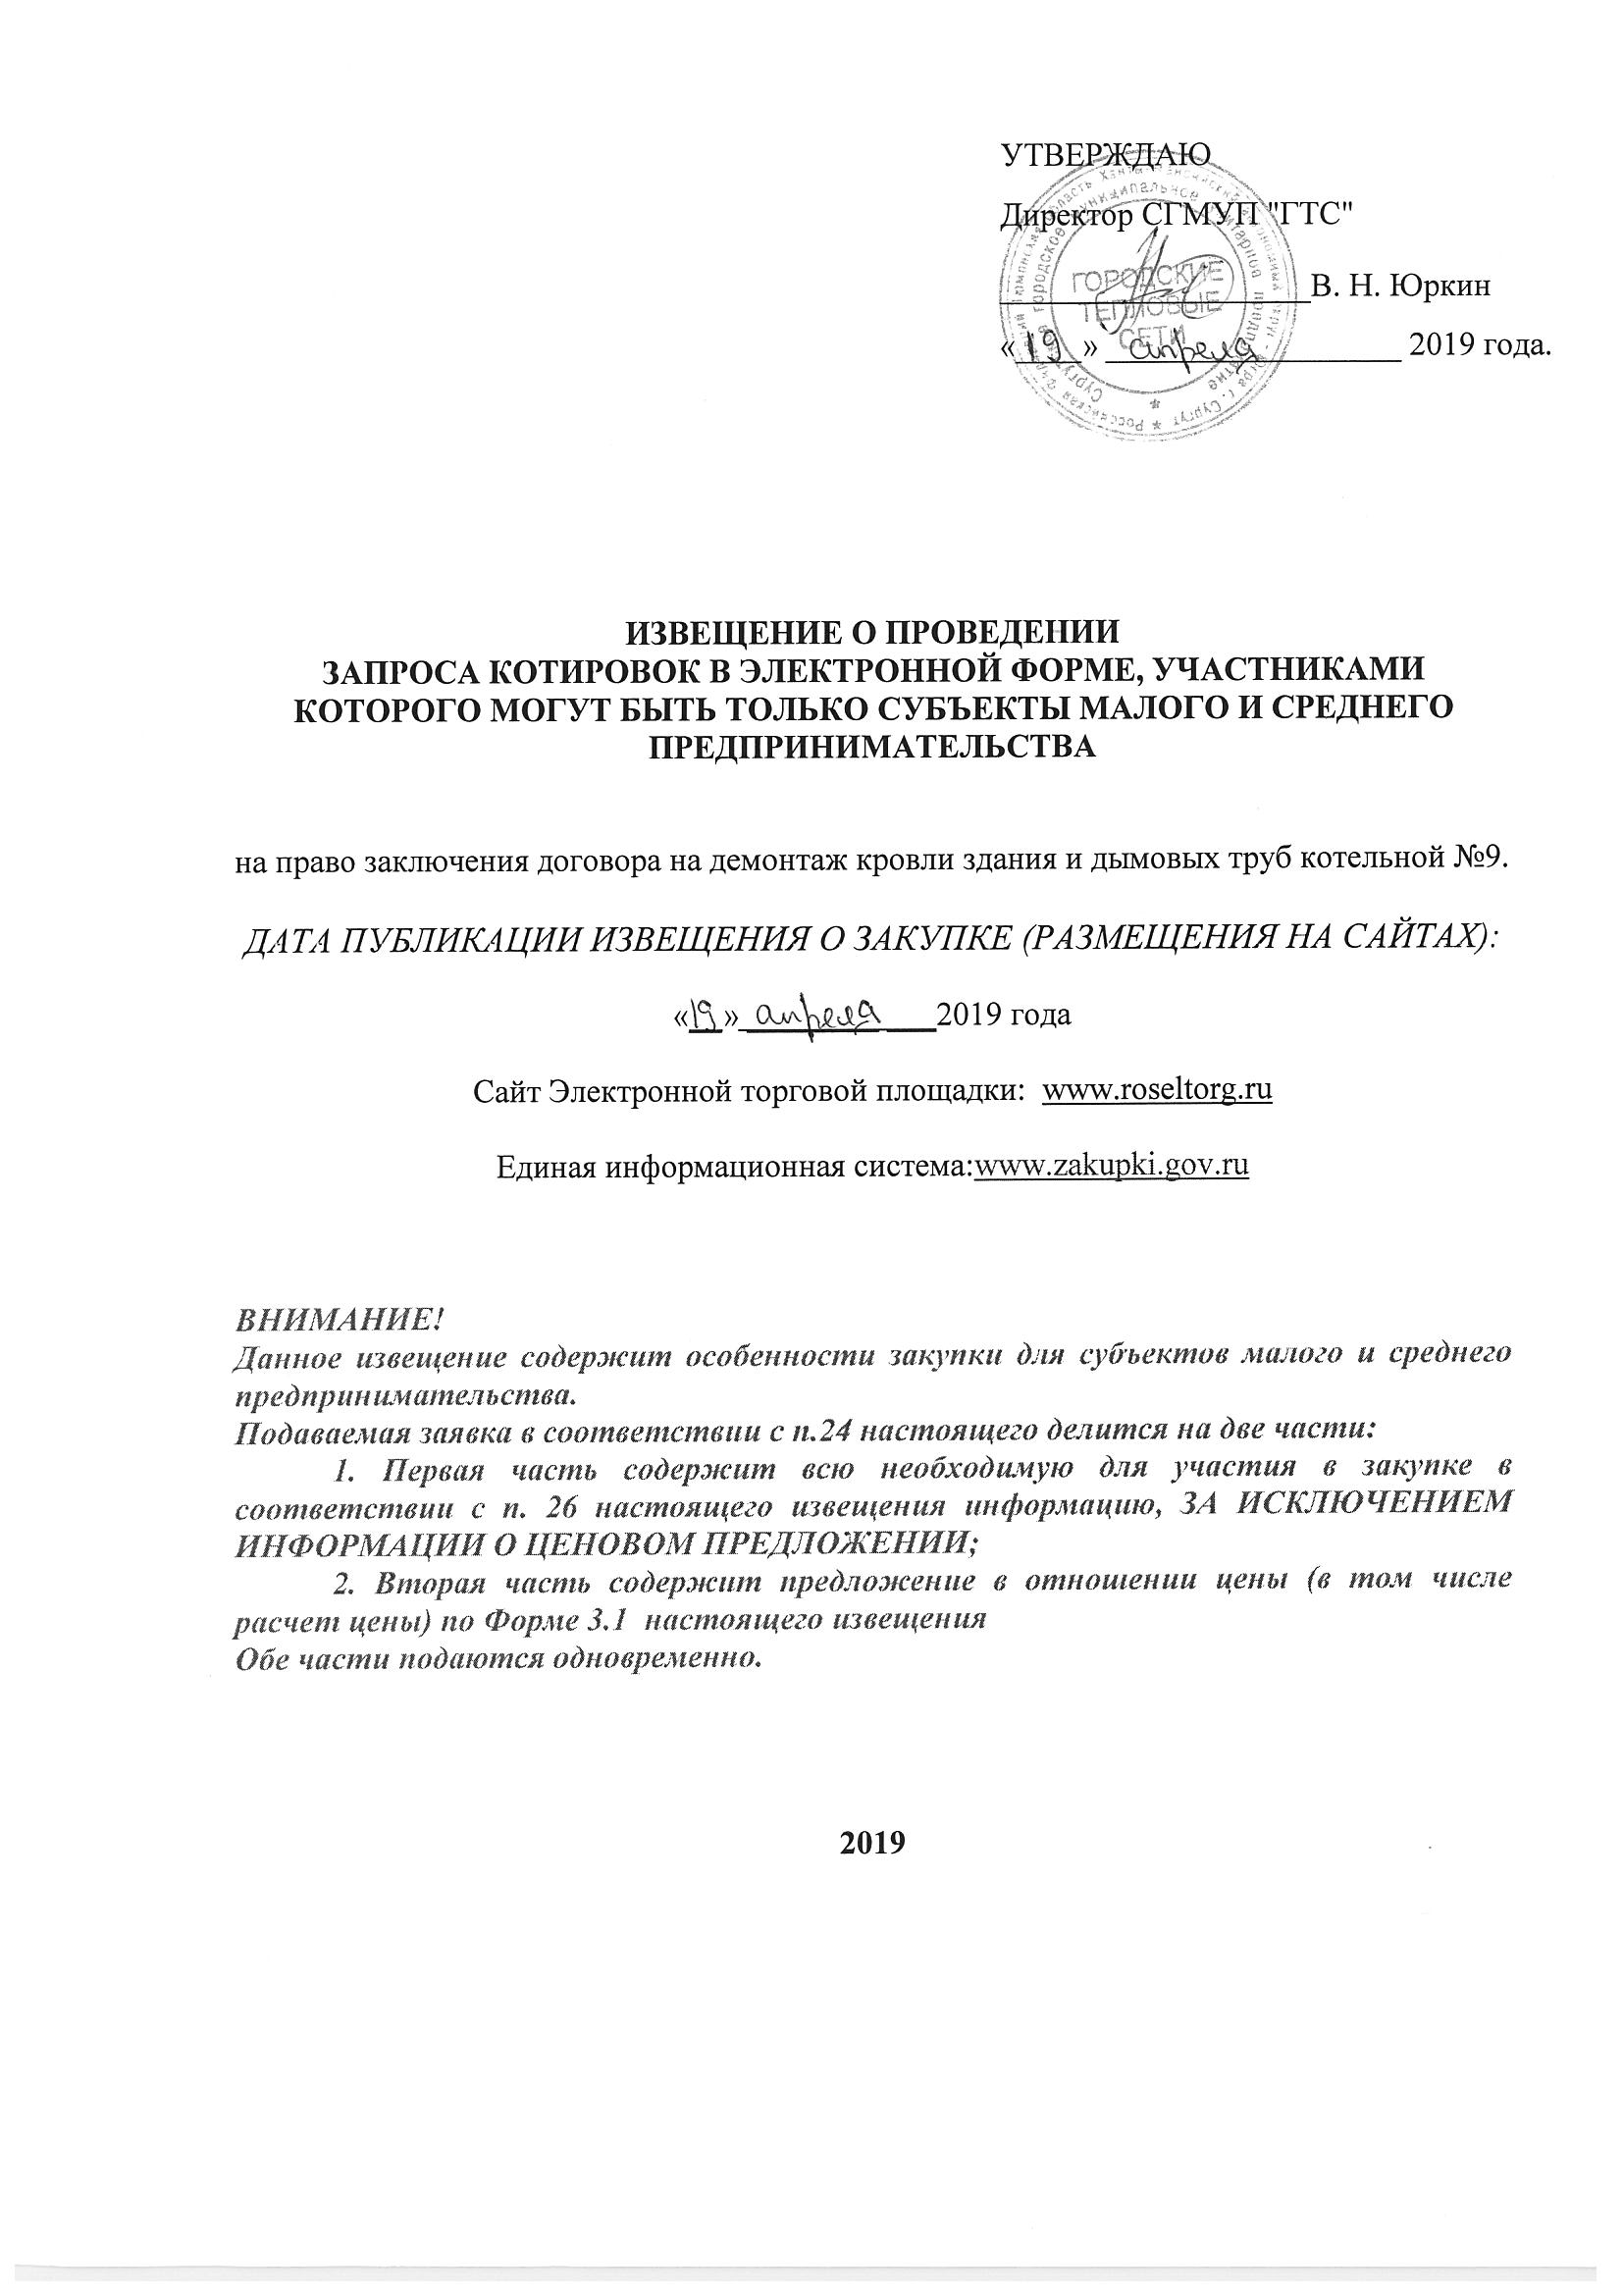 УТВЕРЖДАЮ
Директор СГМУП "ГТС"
ГОРОДСКИЕ
ТЕПЛОВЫЕ
СЕТИ
В. Н. Юркин
«19» апреля 2019 года.
ИЗВЕЩЕНИЕ О ПРОВЕДЕНИИ
ЗАПРОСА КОТИРОВОК В ЭЛЕКТРОННОЙ ФОРМЕ, УЧАСТНИКАМИ
КОТОРОГО МОГУТ БЫТЬ ТОЛЬКО СУБЪЕКТЫ МАЛОГО И СРЕДНЕГО
ПРЕДПРИНИМАТЕЛЬСТВА
на право заключения договора на демонтаж кровли здания и дымовых труб котельной №9.
ДАТА ПУБЛИКАЦИИ ИЗВЕЩЕНИЯ О ЗАКУПКЕ (РАЗМЕЩЕНИЯ НА САЙТАХ):
«19» апреля 2019 года
Сайт Электронной торговой площадки: www.roseltorg.ru
Единая информационная система:www.zakupki.gov.ru
ВНИМАНИЕ!
Данное извещение содержит особенности закупки для субъектов малого и среднего
предпринимательства.
Подаваемая заявка в соответствии с п.24 настоящего делится на две части:
1. Первая часть содержит всю необходимую для участия в закупке в
соответствии с п. 26 настоящего извещения информацию, ЗА ИСКЛЮЧЕНИЕМ
ИНФОРМАЦИИ О ЦЕНОВОМ ПРЕДЛОЖЕНИИ;
2. Вторая часть содержит предложение в отношении цены (в том числе
расчет цены) по Форме 3.1 настоящего извещения
Обе части подаются одновременно.
2019